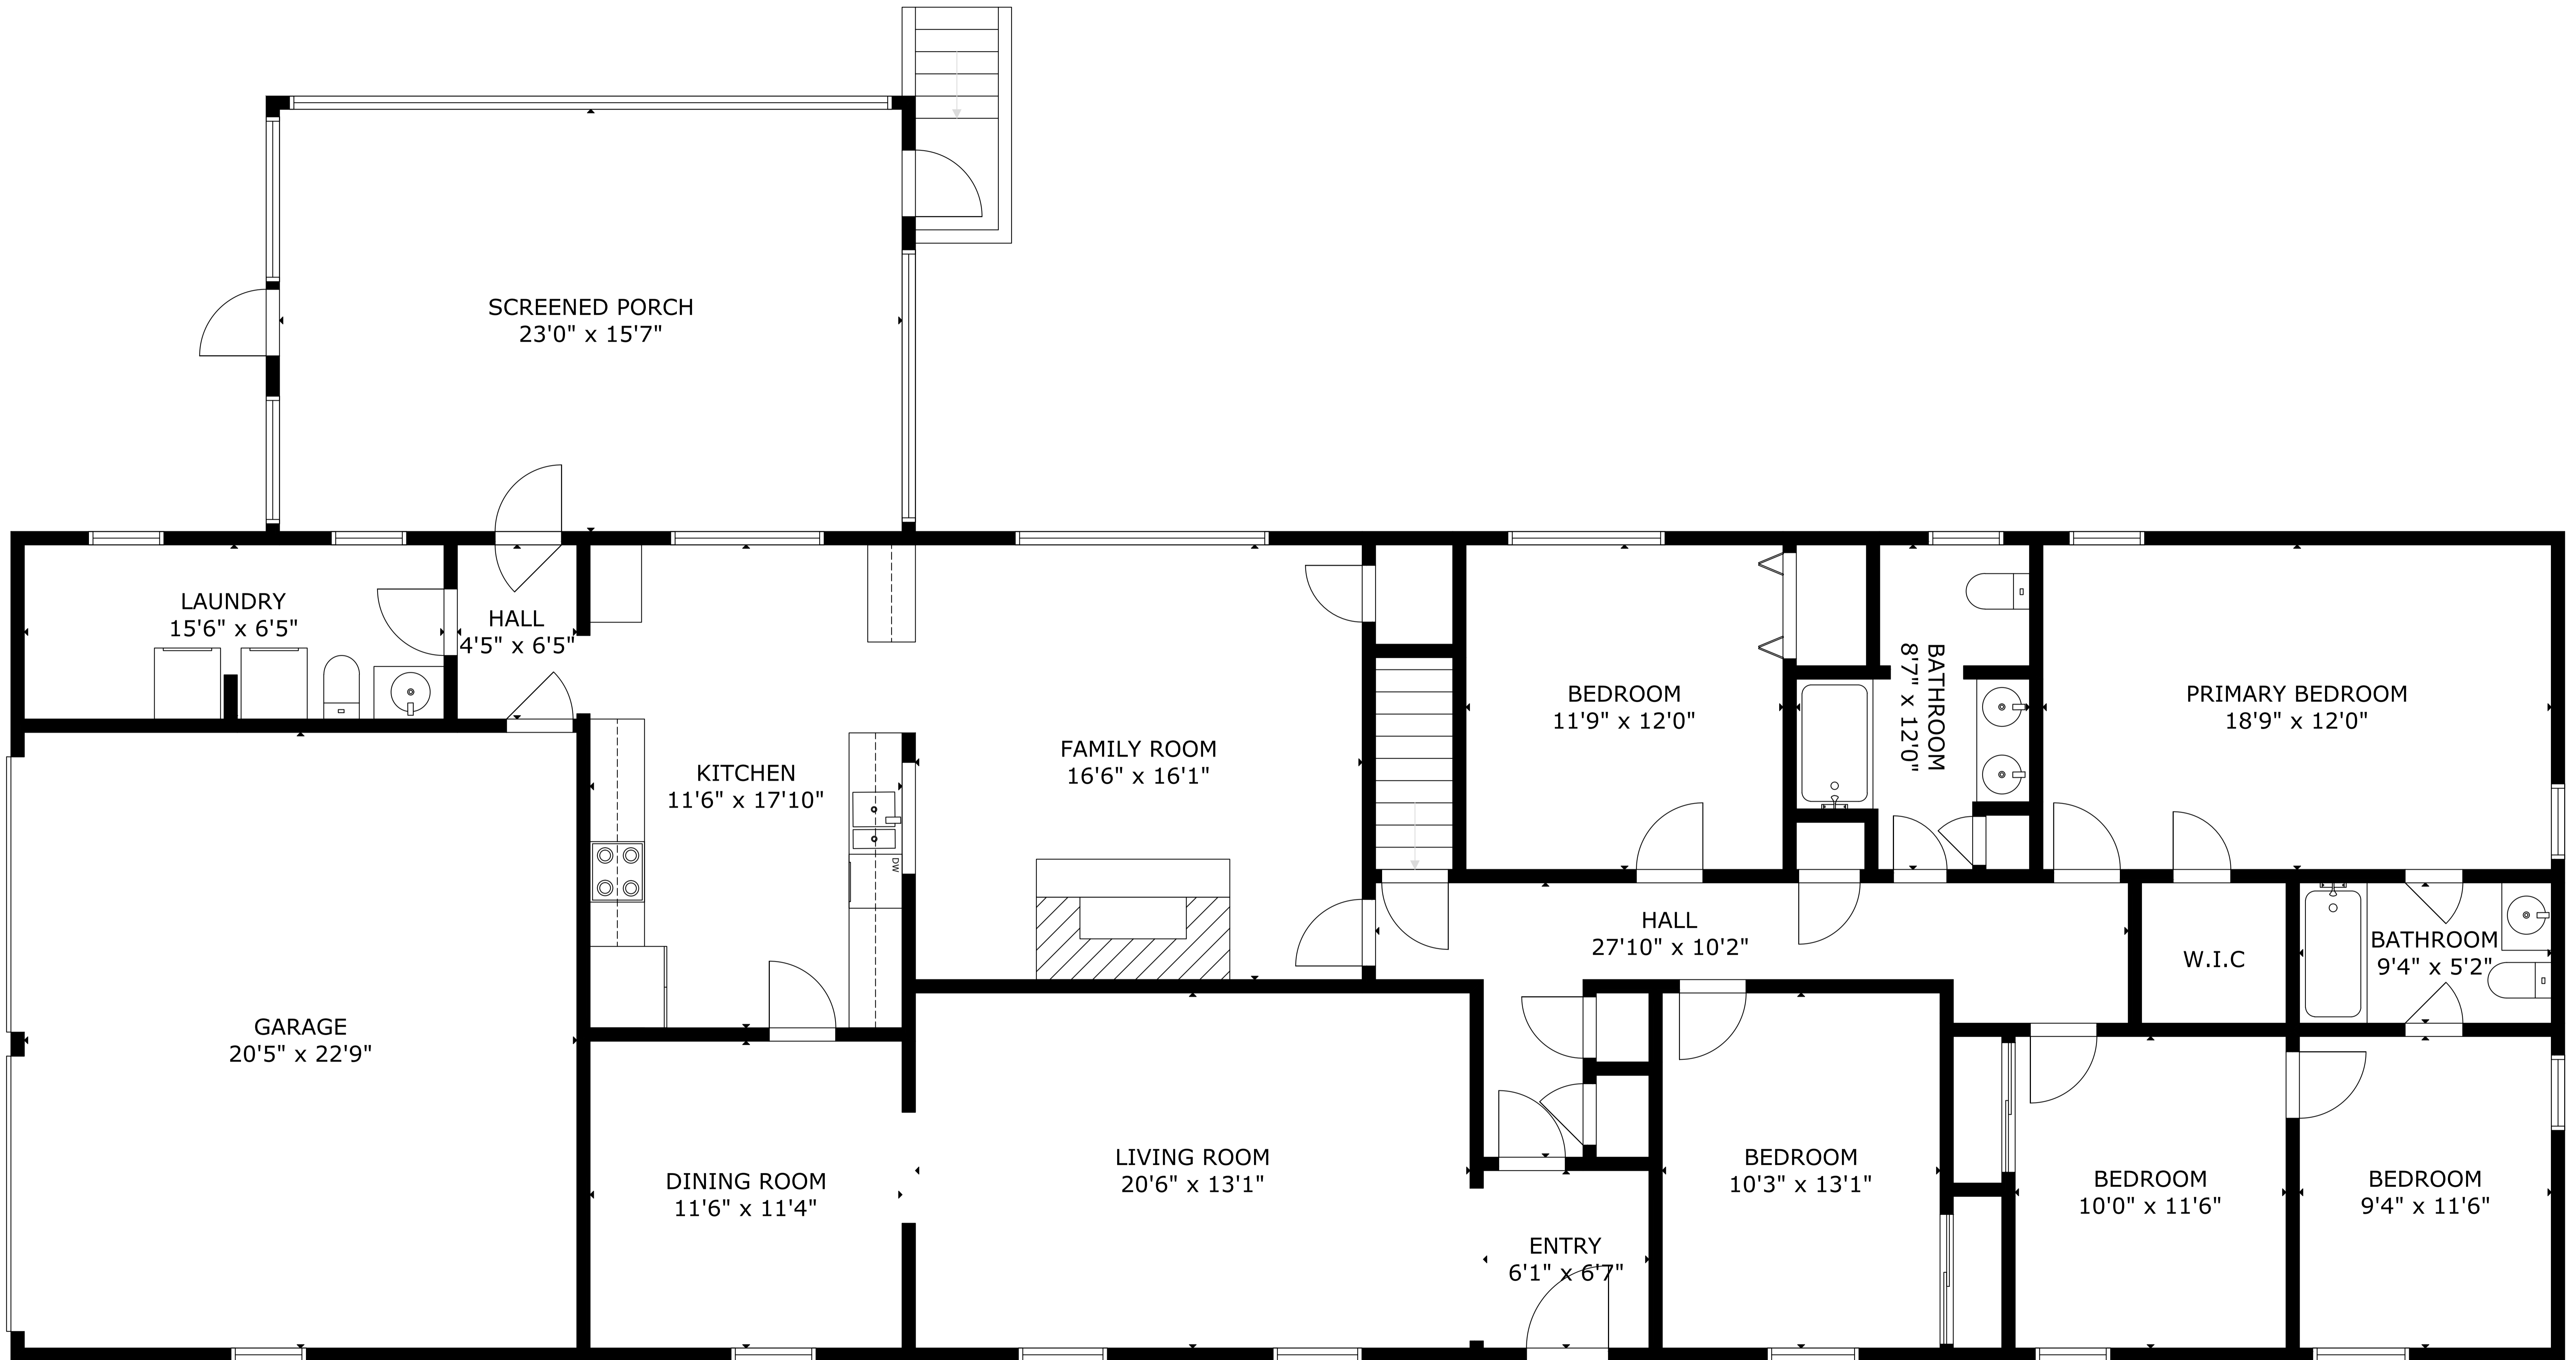 SCREENED PORCH
23'0" x 15'7"
LAUNDRY
15'6" x 6'5"
HALL
4'5" x 6'5"
KITCHEN
11'6" x 17'10"
DW
FAMILY ROOM
16'6" x 16'1"
BEDROOM
11'9" x 12'0"
BATHROOM
8'7" x 12'0"
PRIMARY BEDROOM
18'9" x 12'0"
HALL
27'10" x 10'2"
W.I.C
BATHROOM
9'4" x 5'2"
GARAGE
20'5" x 22'9"
DINING ROOM
11'6" x 11'4"
LIVING ROOM
20'6" x 13'1"
ENTRY
6'1" x 6'7"
BEDROOM
10'3" x 13'1"
BEDROOM
10'0" x 11'6"
BEDROOM
9'4" x 11'6"